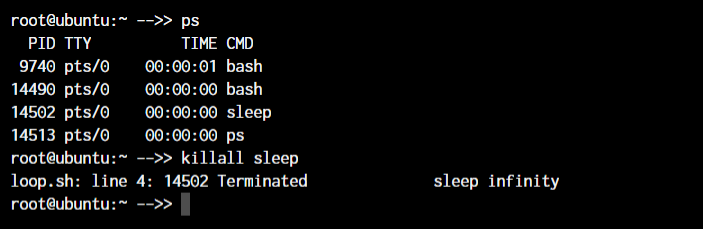 root@ubuntu:~ -->> ps
  PID TTY          TIME CMD
 9740 pts/0    00:00:01 bash
14490 pts/0    00:00:00 bash
14502 pts/0    00:00:00 sleep
14513 pts/0    00:00:00 ps
root@ubuntu:~ -->> killall sleep
loop.sh: line 4: 14502 Terminated              sleep infinity
root@ubuntu:~ -->>